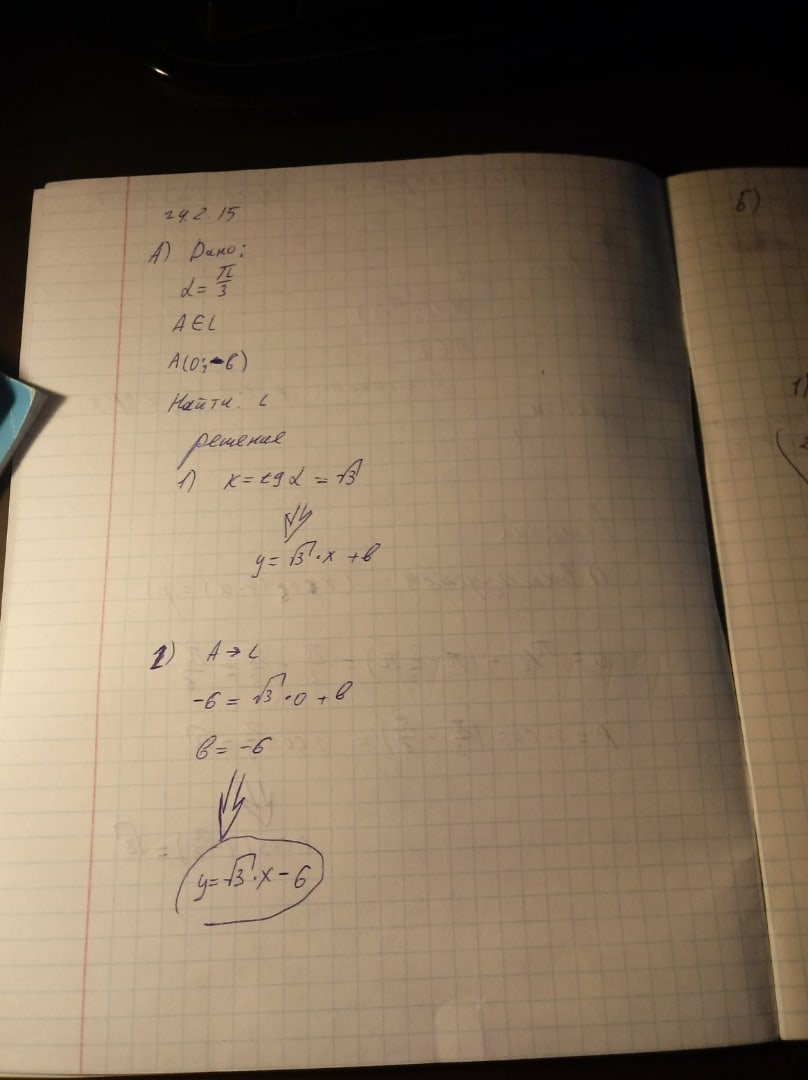 24.2.15
А) Дано:
α = π/3
A ∈ L
A(0; -6)
Найти: L
решение
1) к = tg α = √3
y = √3 · x + в
2) A → L
-6 = √3 · 0 + в
в = -6
y = √3 · x - 6
б)
1)